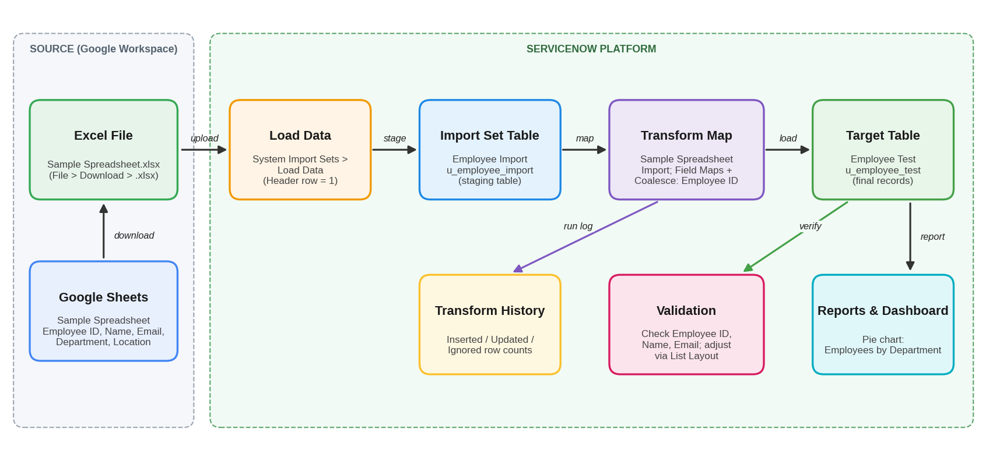 SOURCE (Google Workspace)
SERVICENOW PLATFORM
Excel File
Sample Spreadsheet.xlsx
(File > Download > .xlsx)
upload
Load Data
System Import Sets >
Load Data
(Header row = 1)
stage
Import Set Table
Employee Import
u_employee_import
(staging table)
map
Transform Map
Sample Spreadsheet
Import; Field Maps +
Coalesce: Employee ID
load
Target Table
Employee Test
u_employee_test
(final records)
download
run log
verify
report
Google Sheets
Sample Spreadsheet
Employee ID, Name, Email,
Department, Location
Transform History
Inserted / Updated /
Ignored row counts
Validation
Check Employee ID,
Name, Email; adjust
via List Layout
Reports & Dashboard
Pie chart:
Employees by Department